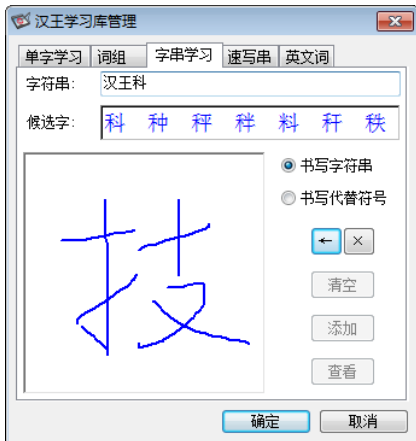 汉王学习库管理
单字学习 词组 字串学习 速写串 英文词
字符串: 汉王科
候选字: 科 种 秤 秚 料 秆 秩
技
书写字符串
书写代替符号
← ×
清空
添加
查看
确定 取消